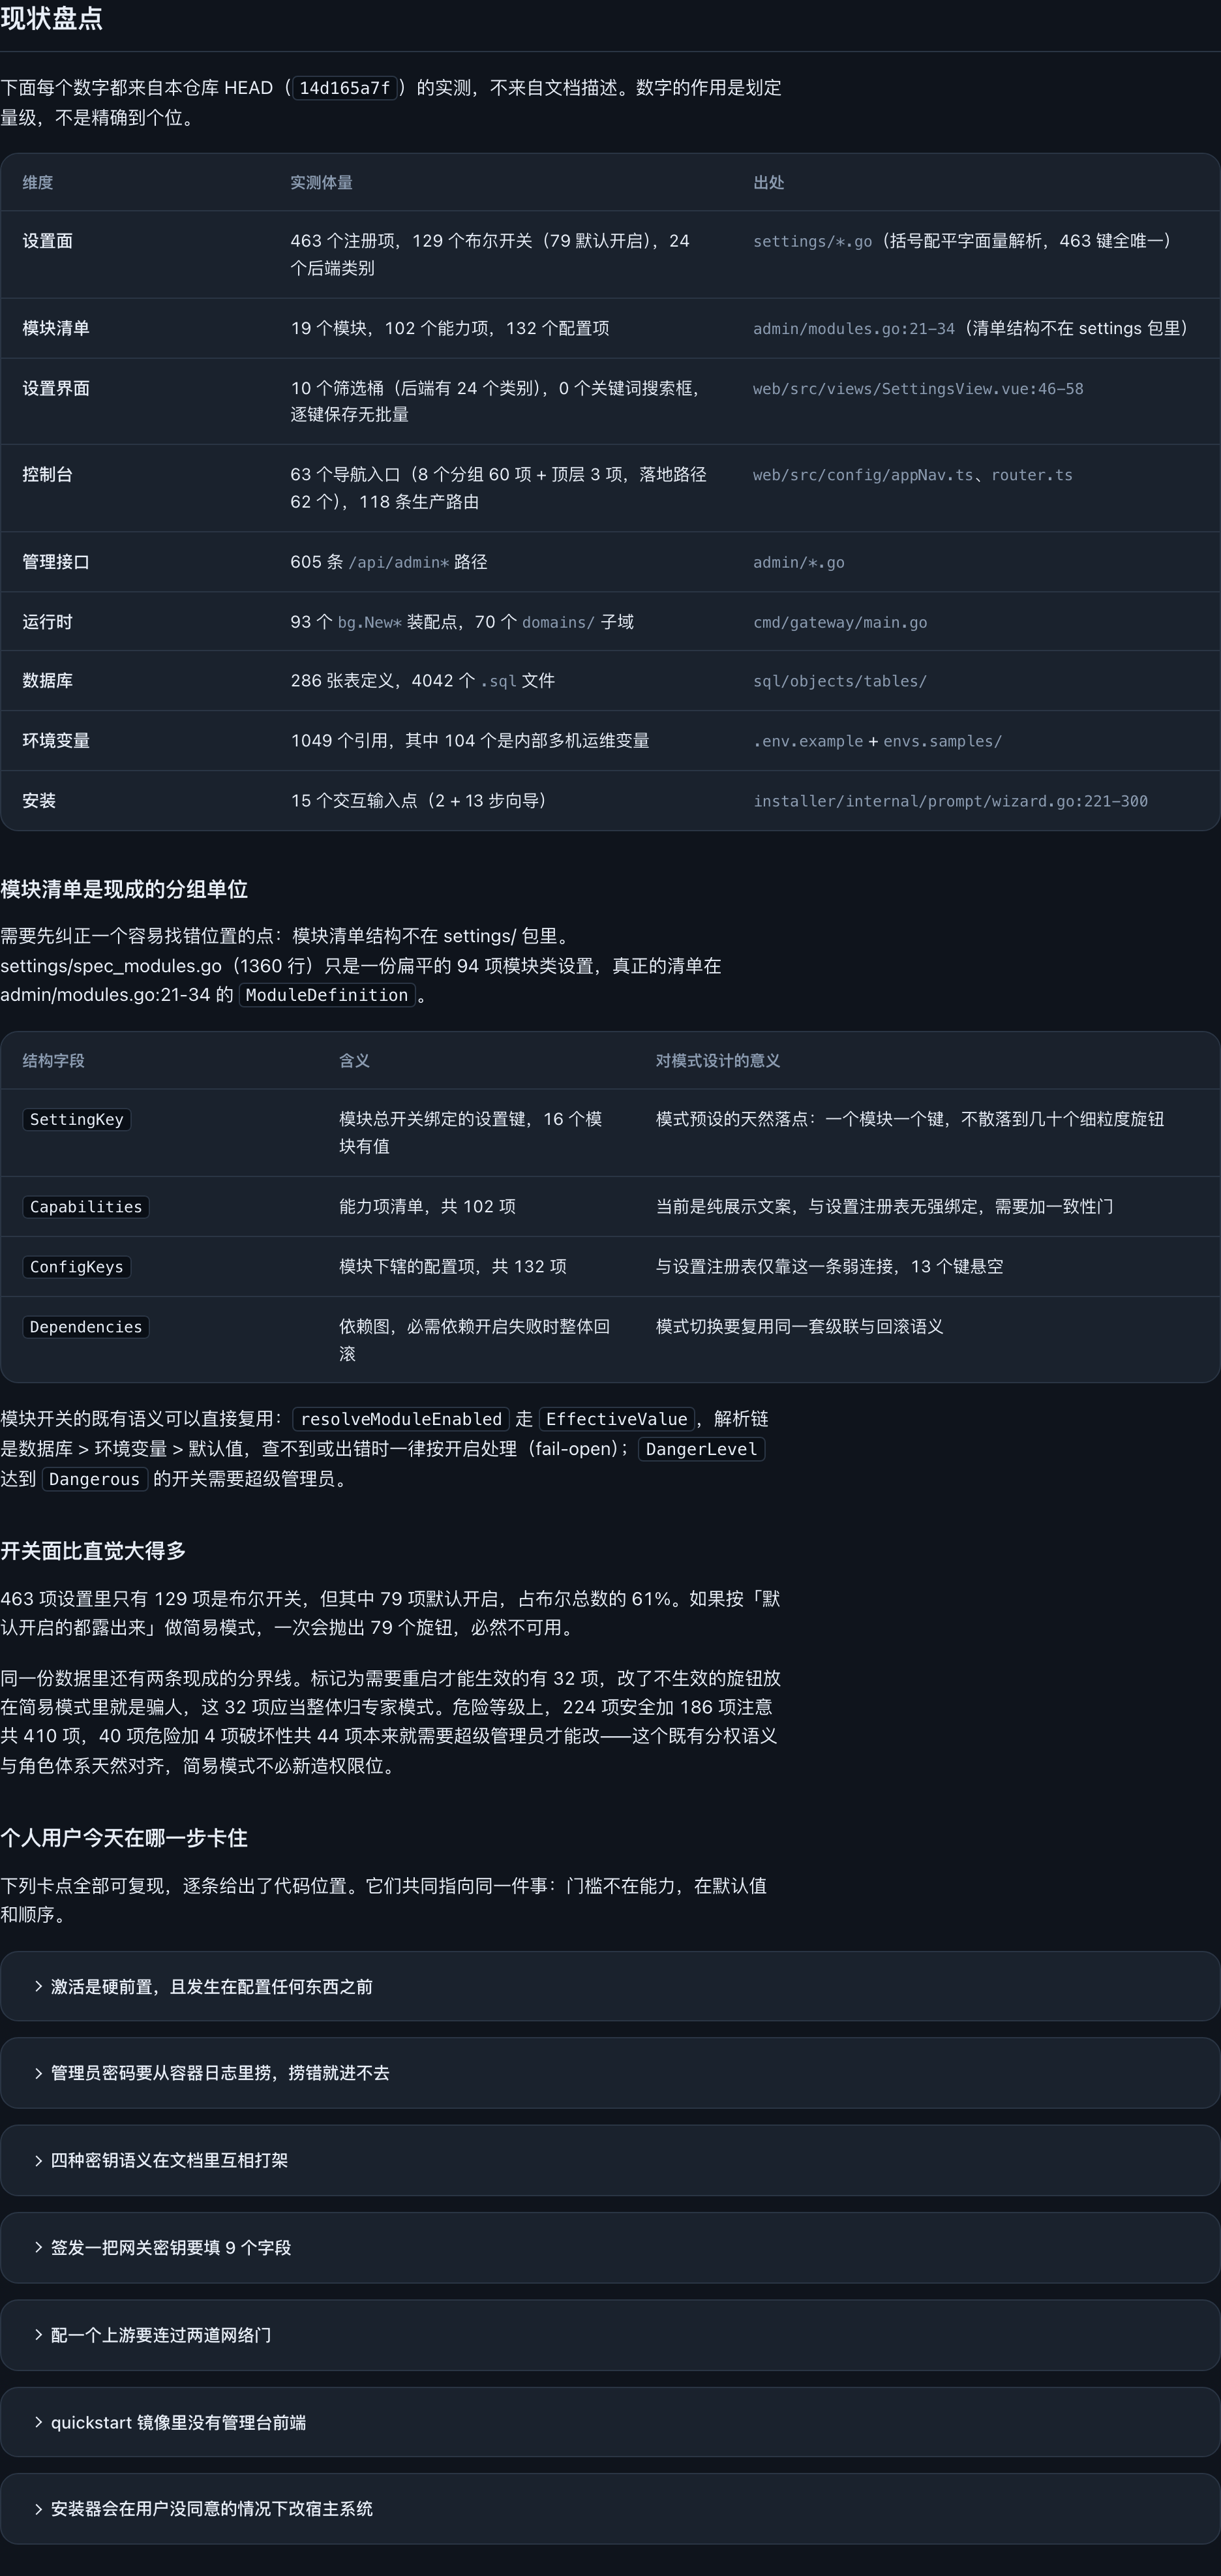 现状盘点
下面每个数字都来自本仓库 HEAD（14d165a7f）的实测，不来自文档描述。数字的作用是划定
量级，不是精确到个位。
维度 实测体量 出处
设置面 463 个注册项，129 个布尔开关（79 默认开启），24 settings/*.go（括号配平字面量解析，463 键全唯一）
个后端类别
模块清单 19 个模块，102 个能力项，132 个配置项 admin/modules.go:21-34（清单结构不在 settings 包里）
设置界面 10 个筛选桶（后端有 24 个类别），0 个关键词搜索框， web/src/views/SettingsView.vue:46-58
逐键保存无批量
控制台 63 个导航入口（8 个分组 60 项 + 顶层 3 项，落地路径 web/src/config/appNav.ts、router.ts
62 个），118 条生产路由
管理接口 605 条 /api/admin* 路径 admin/*.go
运行时 93 个 bg.New* 装配点，70 个 domains/ 子域 cmd/gateway/main.go
数据库 286 张表定义，4042 个 .sql 文件 sql/objects/tables/
环境变量 1049 个引用，其中 104 个是内部多机运维变量 .env.example + envs.samples/
安装 15 个交互输入点（2 + 13 步向导） installer/internal/prompt/wizard.go:221-300
模块清单是现成的分组单位
需要先纠正一个容易找错位置的点：模块清单结构不在 settings/ 包里。
settings/spec_modules.go（1360 行）只是一份扁平的 94 项模块类设置，真正的清单在
admin/modules.go:21-34 的 ModuleDefinition。
结构字段 含义 对模式设计的意义
SettingKey 模块总开关绑定的设置键，16 个模 模式预设的天然落点：一个模块一个键，不散落到几十个细粒度旋钮
块有值
Capabilities 能力项清单，共 102 项 当前是纯展示文案，与设置注册表无强绑定，需要加一致性门
ConfigKeys 模块下辖的配置项，共 132 项 与设置注册表仅靠这一条弱连接，13 个键悬空
Dependencies 依赖图，必需依赖开启失败时整体回 模式切换要复用同一套级联与回滚语义
滚
模块开关的既有语义可以直接复用：resolveModuleEnabled 走 EffectiveValue，解析链
是数据库 > 环境变量 > 默认值，查不到或出错时一律按开启处理（fail-open）；DangerLevel
达到 Dangerous 的开关需要超级管理员。
开关面比直觉大得多
463 项设置里只有 129 项是布尔开关，但其中 79 项默认开启，占布尔总数的 61%。如果按「默
认开启的都露出来」做简易模式，一次会抛出 79 个旋钮，必然不可用。
同一份数据里还有两条现成的分界线。标记为需要重启才能生效的有 32 项，改了不生效的旋钮放
在简易模式里就是骗人，这 32 项应当整体归专家模式。危险等级上，224 项安全加 186 项注意
共 410 项，40 项危险加 4 项破坏性共 44 项本来就需要超级管理员才能改——这个既有分权语义
与角色体系天然对齐，简易模式不必新造权限位。
个人用户今天在哪一步卡住
下列卡点全部可复现，逐条给出了代码位置。它们共同指向同一件事：门槛不在能力，在默认值
和顺序。
激活是硬前置，且发生在配置任何东西之前
管理员密码要从容器日志里捞，捞错就进不去
四种密钥语义在文档里互相打架
签发一把网关密钥要填 9 个字段
配一个上游要连过两道网络门
quickstart 镜像里没有管理台前端
安装器会在用户没同意的情况下改宿主系统